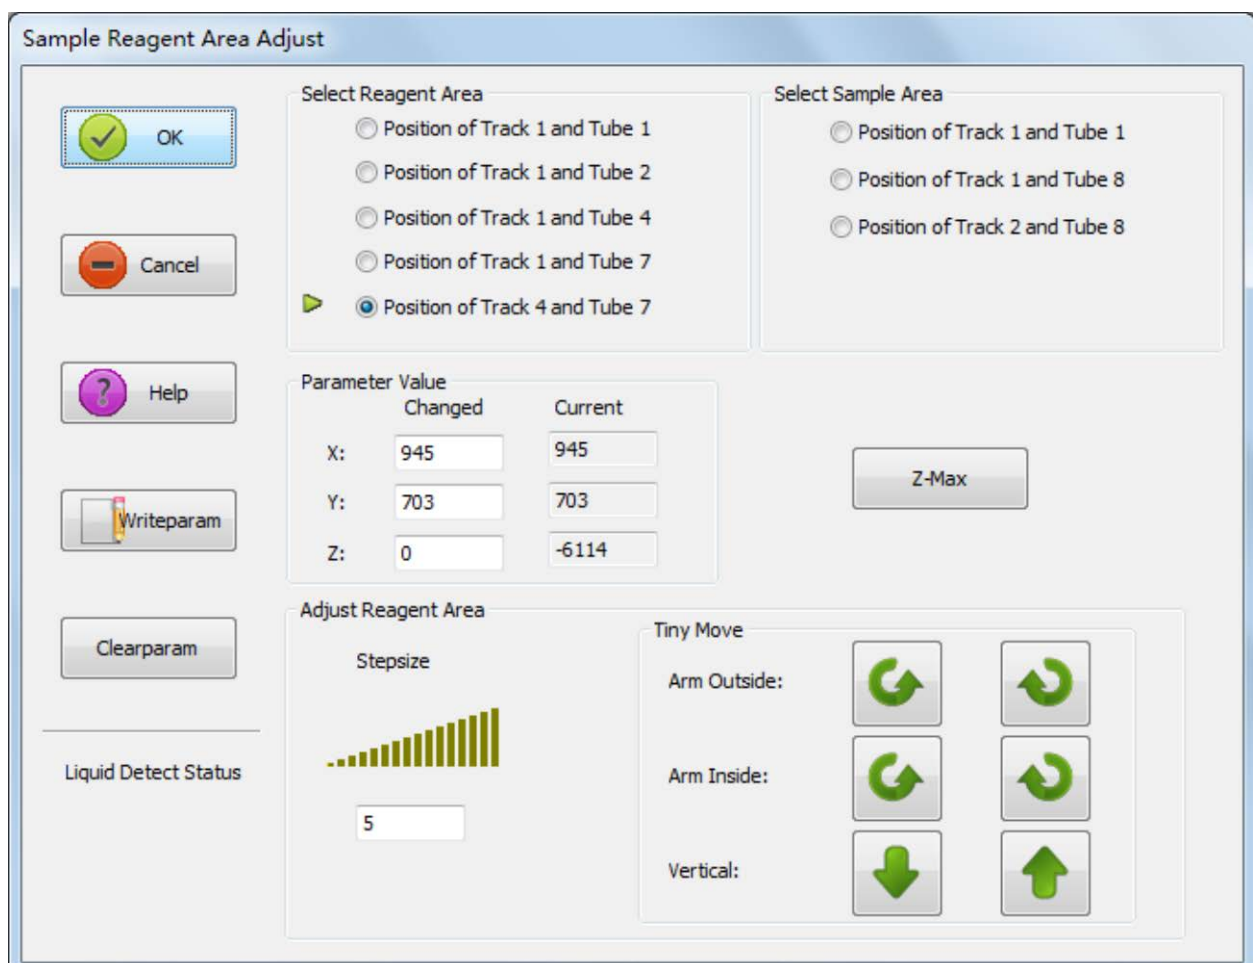 Sample Reagent Area Adjust
OK
Cancel
Help
Writeparam
Clearparam
Liquid Detect Status
Select Reagent Area
Position of Track 1 and Tube 1
Position of Track 1 and Tube 2
Position of Track 1 and Tube 4
Position of Track 1 and Tube 7
Position of Track 4 and Tube 7
Select Sample Area
Position of Track 1 and Tube 1
Position of Track 1 and Tube 8
Position of Track 2 and Tube 8
Parameter Value
Changed Current
X: 945 945
Y: 703 703
Z: 0 -6114
Z-Max
Adjust Reagent Area
Stepsize
5
Tiny Move
Arm Outside:
Arm Inside:
Vertical: